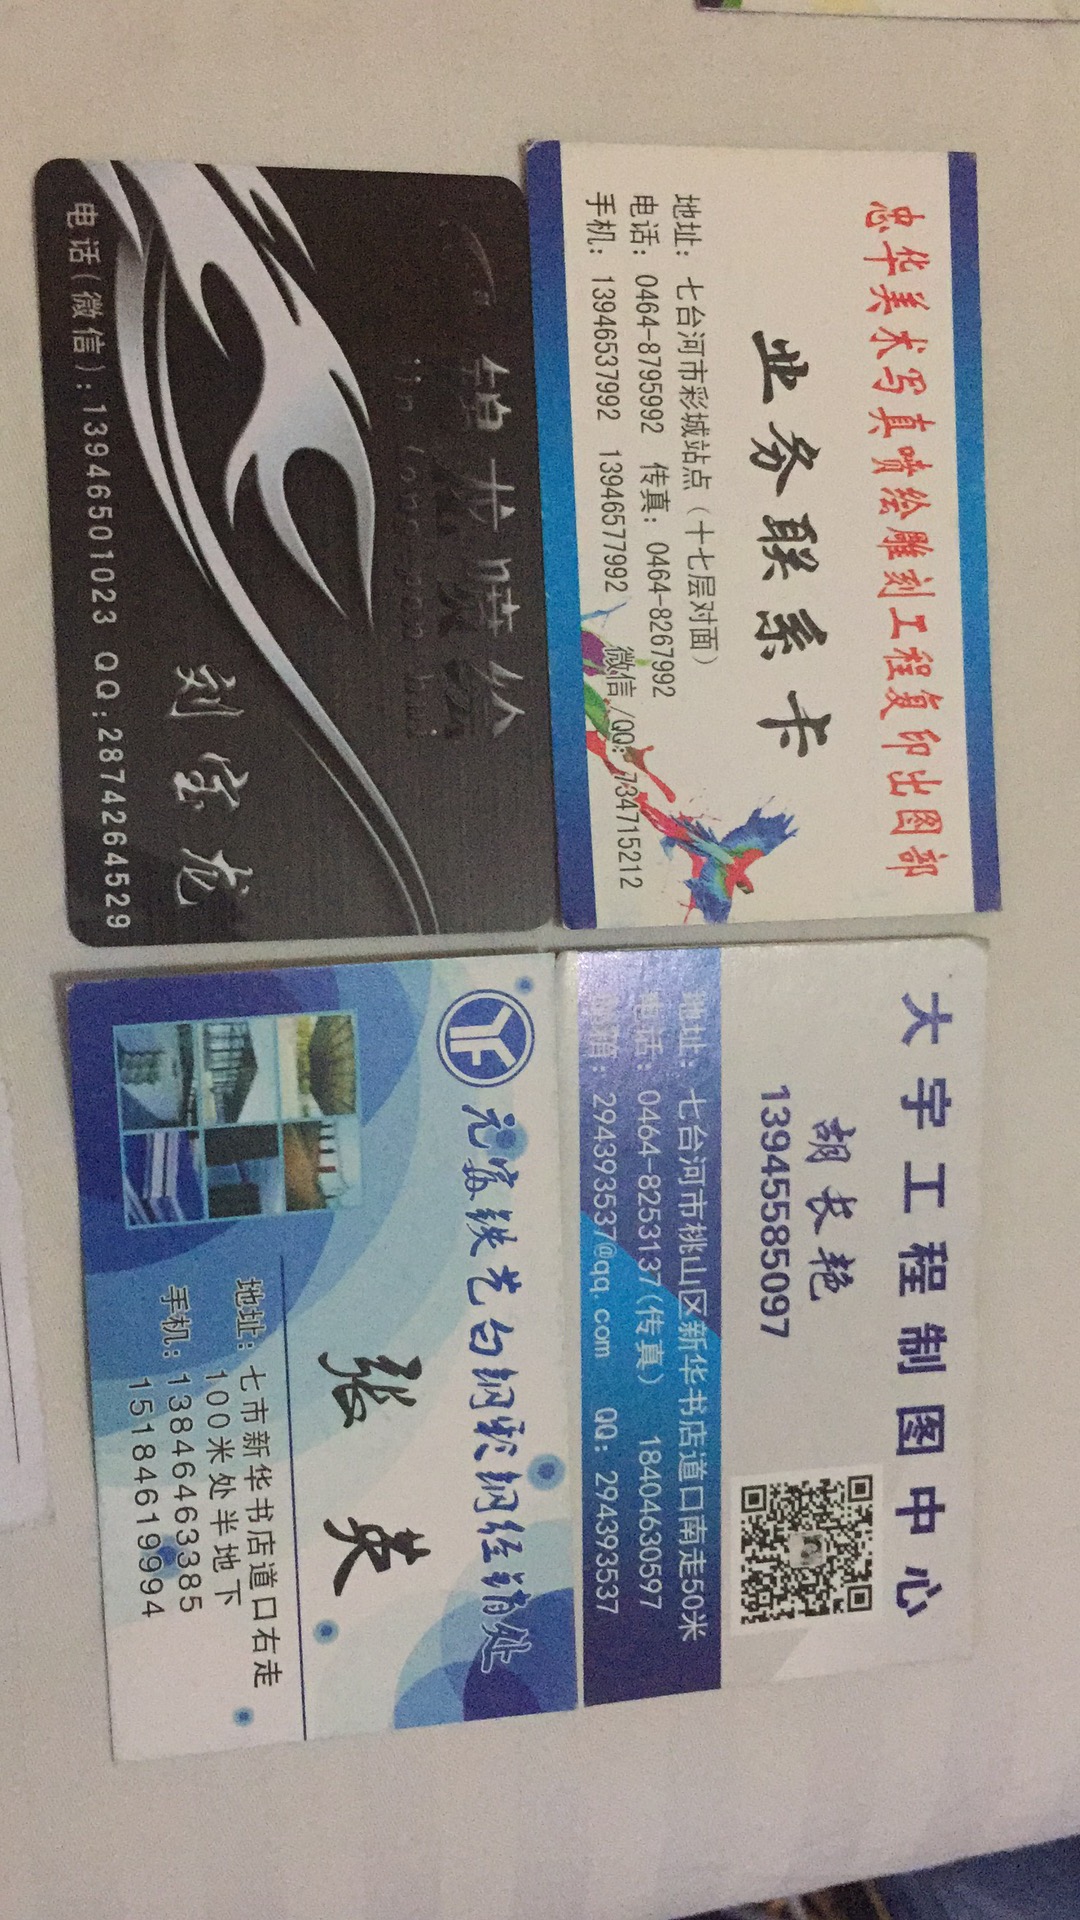 忠华美术写真喷绘雕刻工程复印出图部
业务联系卡
地址：七台河市彩城站点（十七层对面）
电话：0464-8795992 传真：0464-8267992
手机：13946537992 13946577992 微信/QQ：734715212
刘宝龙
电话(微信):13946501023 QQ:2874264529
大宇工程制图中心
胡长艳
13945585097
地址：七台河市桃山区新华书店道口南走50米
电话：0464-8253137(传真) 18404630597
邮箱：294393537@qq.com QQ：294393537
YF
元富铁艺白钢彩钢经销处
张英
地址：七市新华书店道口右走
100米处半地下
手机：13846463385
15184619994